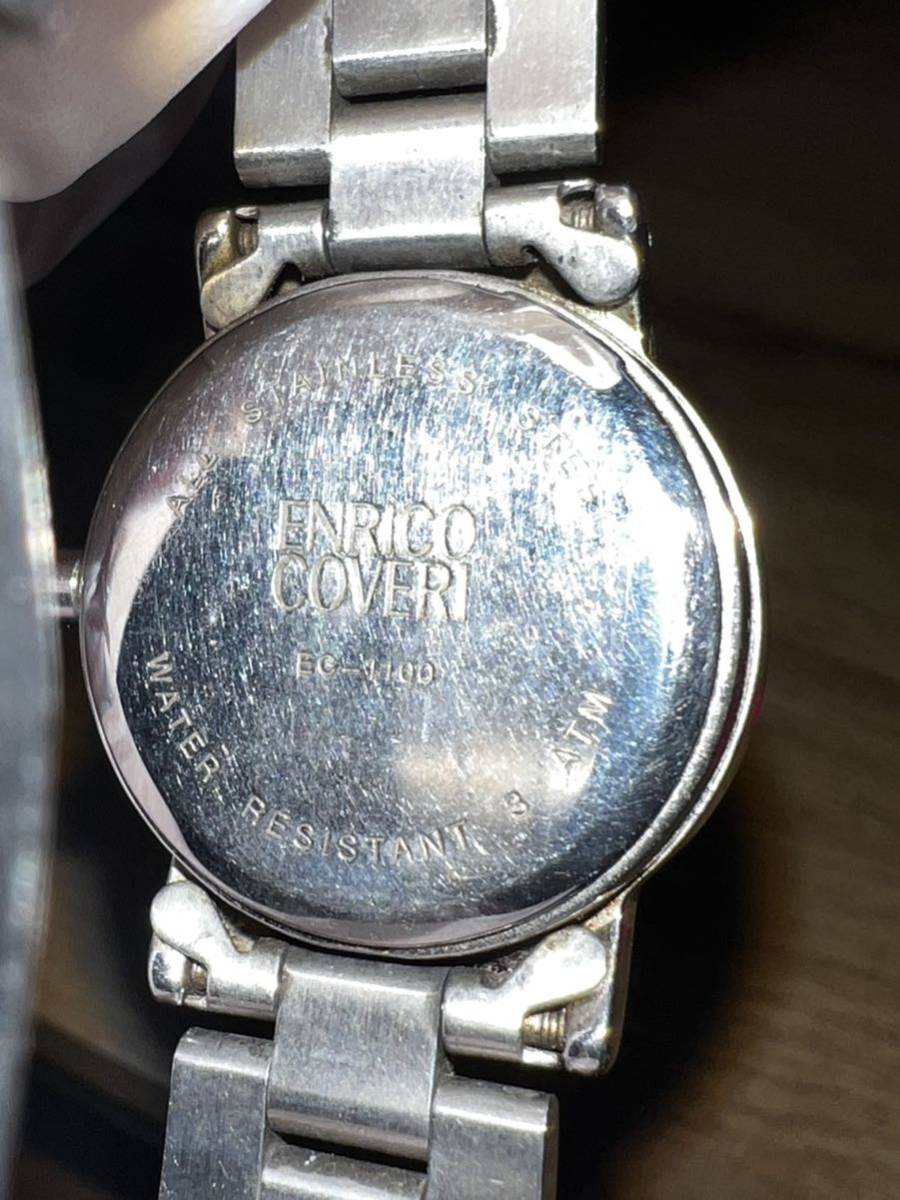 ALL STAINLESS STEEL
ENRICO
COVERI
EC-1100
WATER RESISTANT 3 ATM